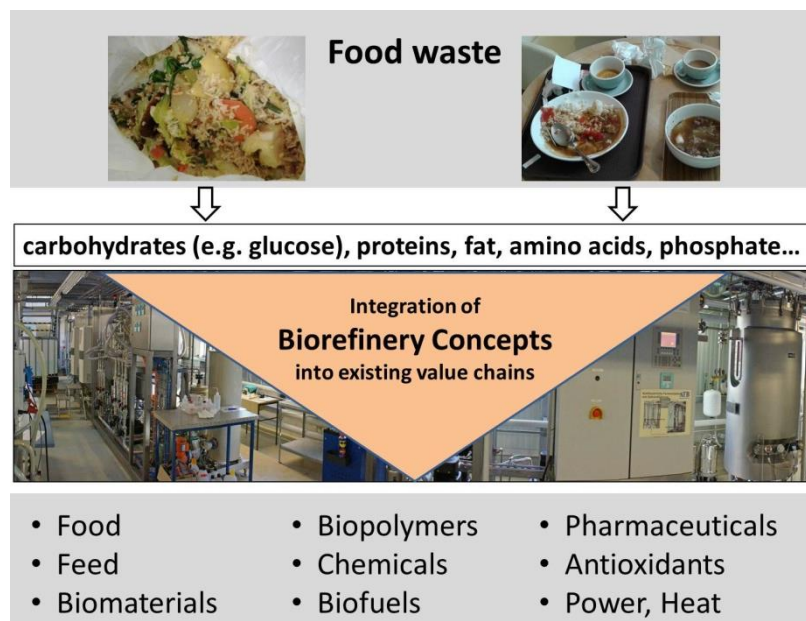 Food waste
carbohydrates (e.g. glucose), proteins, fat, amino acids, phosphate...
Integration of
Biorefinery Concepts
into existing value chains
• Food
• Feed
• Biomaterials
• Biopolymers
• Chemicals
• Biofuels
• Pharmaceuticals
• Antioxidants
• Power, Heat